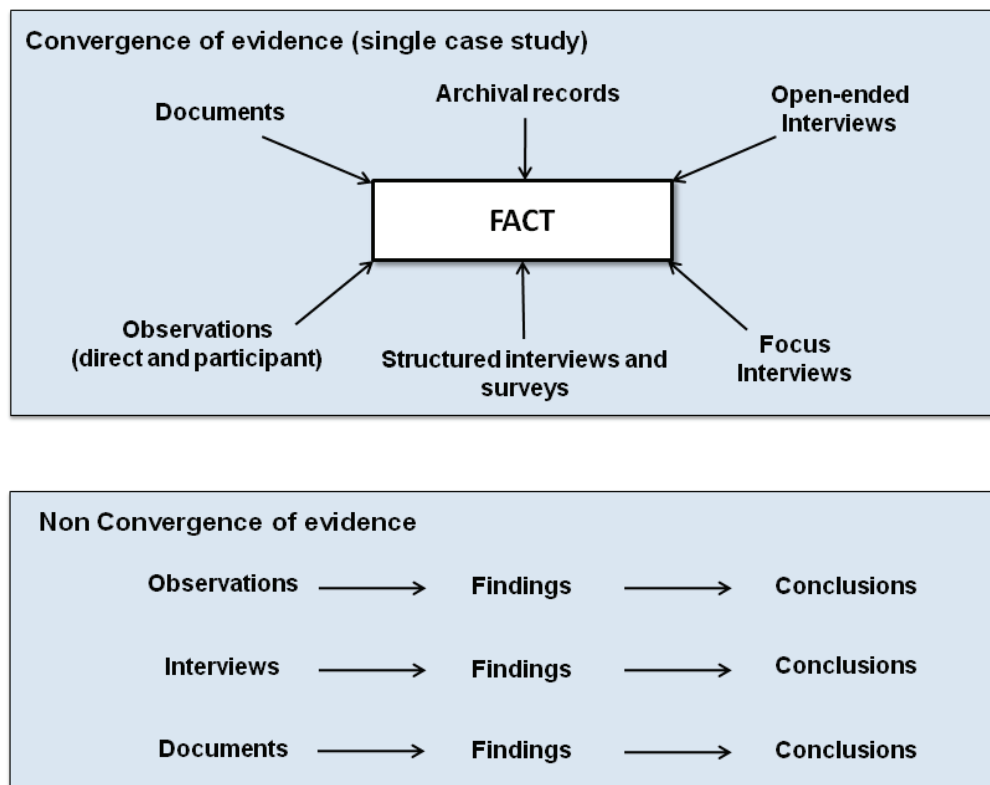 Convergence of evidence (single case study)
Documents
Archival records
Open-ended
Interviews
FACT
Observations
(direct and participant)
Structured interviews and
surveys
Focus
Interviews
Non Convergence of evidence
Observations Findings Conclusions
Interviews Findings Conclusions
Documents Findings Conclusions